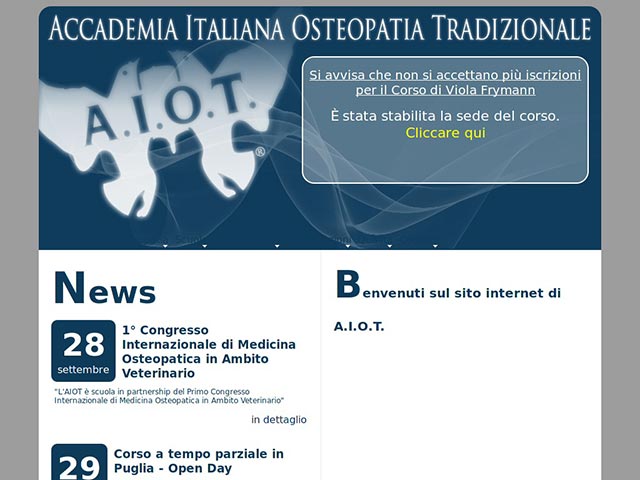 ACCADEMIA ITALIANA OSTEOPATIA TRADIZIONALE
A.I.O.T.
®
Si avvisa che non si accettano più iscrizioni
per il Corso di Viola Frymann
È stata stabilita la sede del corso.
Cliccare qui
News
28
settembre
1° Congresso
Internazionale di Medicina
Osteopatica in Ambito
Veterinario
"L'AIOT è scuola in partnership del Primo Congresso
Internazionale di Medicina Osteopatica in Ambito Veterinario"
in dettaglio
29
Corso a tempo parziale in
Puglia - Open Day
Benvenuti sul sito internet di
A.I.O.T.